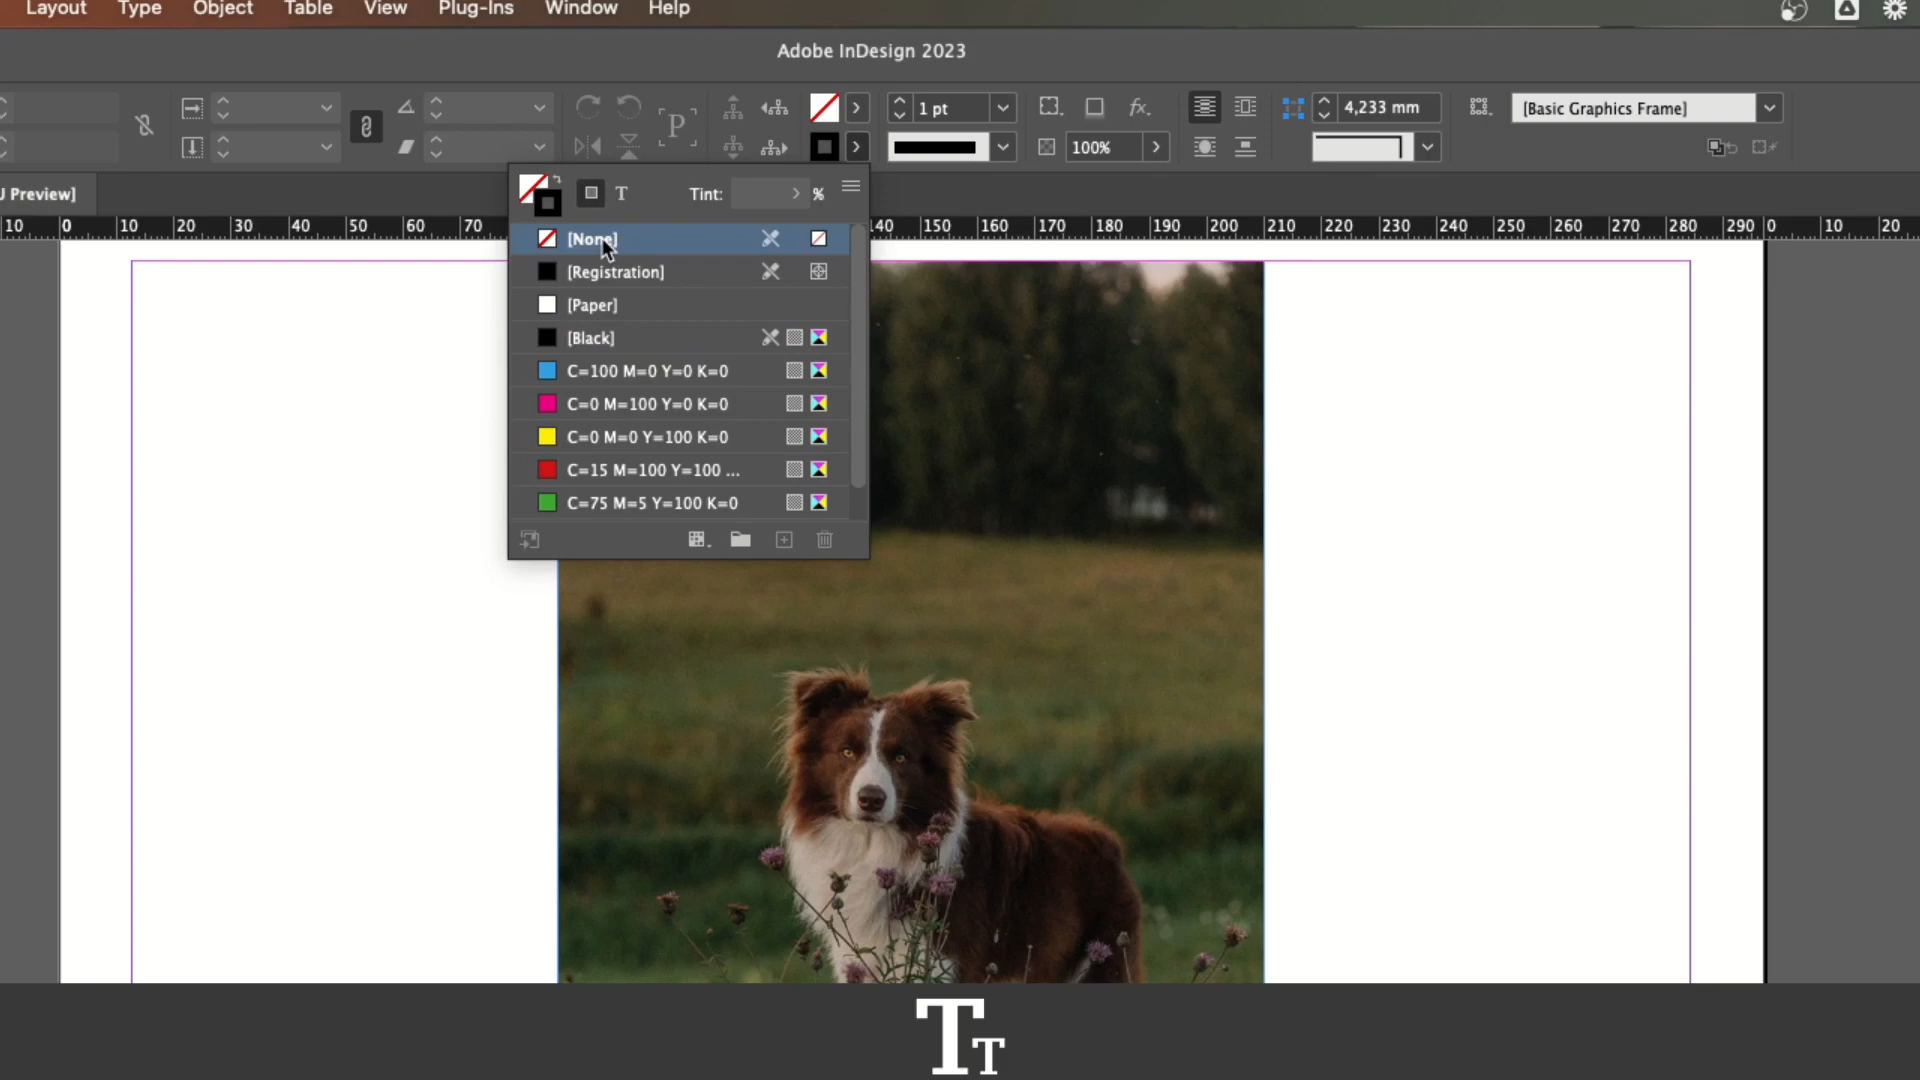 Layout Type Object Table View Plug-Ins Window Help
Adobe InDesign 2023
1 pt
4,233 mm
[Basic Graphics Frame]
P
fx.
100%
Preview]
T
Tint:
%
10 0 10 20 30 40 50 60 70 140 150 160 170 180 190 200 210 220 230 240 250 260 270 280 290 0 10 20
[None]
[Registration]
[Paper]
[Black]
C=100 M=0 Y=0 K=0
C=0 M=100 Y=0 K=0
C=0 M=0 Y=100 K=0
C=15 M=100 Y=100 ...
C=75 M=5 Y=100 K=0
TT